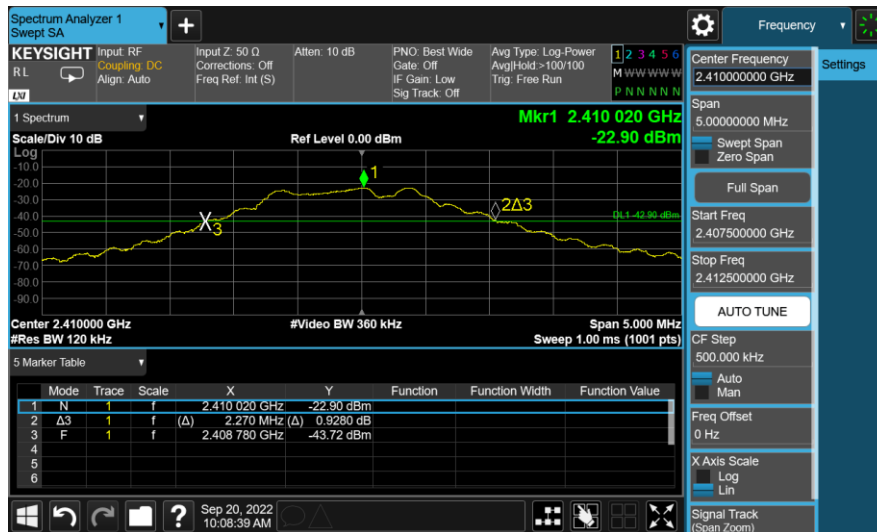 Spectrum Analyzer 1
Swept SA
+
Frequency
KEYSIGHT
RL
LXI
Input: RF
Coupling: DC
Align: Auto
Input Z: 50 Ω
Corrections: Off
Freq Ref: Int (S)
Atten: 10 dB
PNO: Best Wide
Gate: Off
IF Gain: Low
Sig Track: Off
Avg Type: Log-Power
Avg|Hold:>100/100
Trig: Free Run
1 2 3 4 5 6
M W W W W W
P N N N N N
Center Frequency
2.410000000 GHz
Settings
Span
5.00000000 MHz
Swept Span
Zero Span
Full Span
Start Freq
2.407500000 GHz
Stop Freq
2.412500000 GHz
AUTO TUNE
CF Step
500.000 kHz
Auto
Man
Freq Offset
0 Hz
X Axis Scale
Log
Lin
Signal Track
(Span Zoom)
1 Spectrum
Mkr1 2.410 020 GHz
Scale/Div 10 dB
Ref Level 0.00 dBm
-22.90 dBm
Log
-10.0
-20.0
-30.0
-40.0
-50.0
-60.0
-70.0
-80.0
-90.0
1
2Δ3
X3
DL1 -42.90 dBm
Center 2.410000 GHz
#Video BW 360 kHz
Span 5.000 MHz
#Res BW 120 kHz
Sweep 1.00 ms (1001 pts)
5 Marker Table
Mode Trace Scale X Y Function Function Width Function Value
1 N 1 f 2.410 020 GHz -22.90 dBm
2 Δ3 1 f (Δ) 2.270 MHz (Δ) 0.9280 dB
3 F 1 f 2.408 780 GHz -43.72 dBm
4
5
6
?
Sep 20, 2022
10:08:39 AM